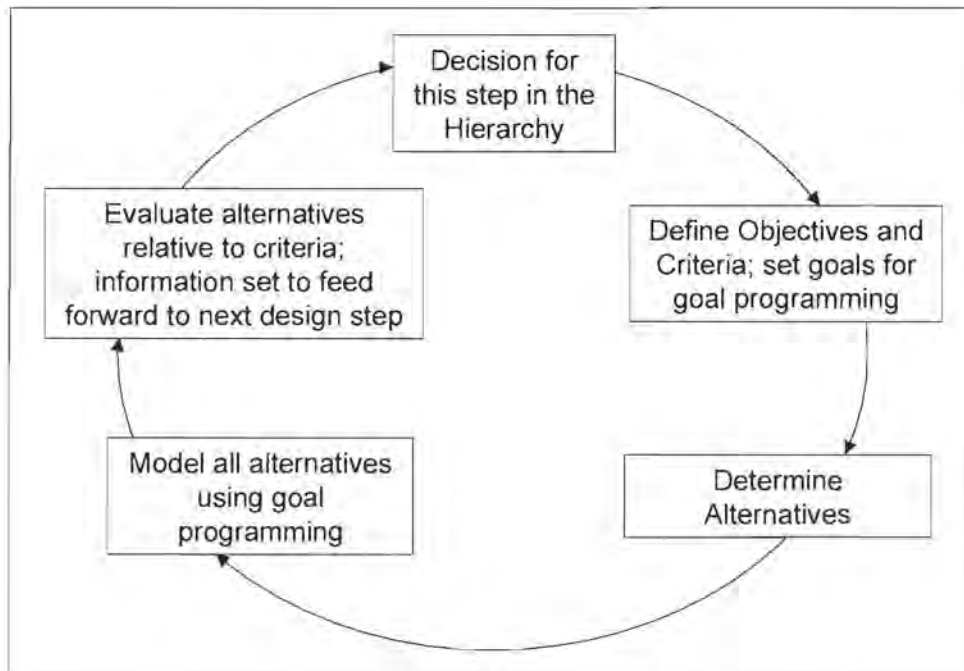 Decision for
this step in the
Hierarchy
Define Objectives and
Criteria; set goals for
goal programming
Determine
Alternatives
Model all alternatives
using goal
programming
Evaluate alternatives
relative to criteria;
information set to feed
forward to next design step